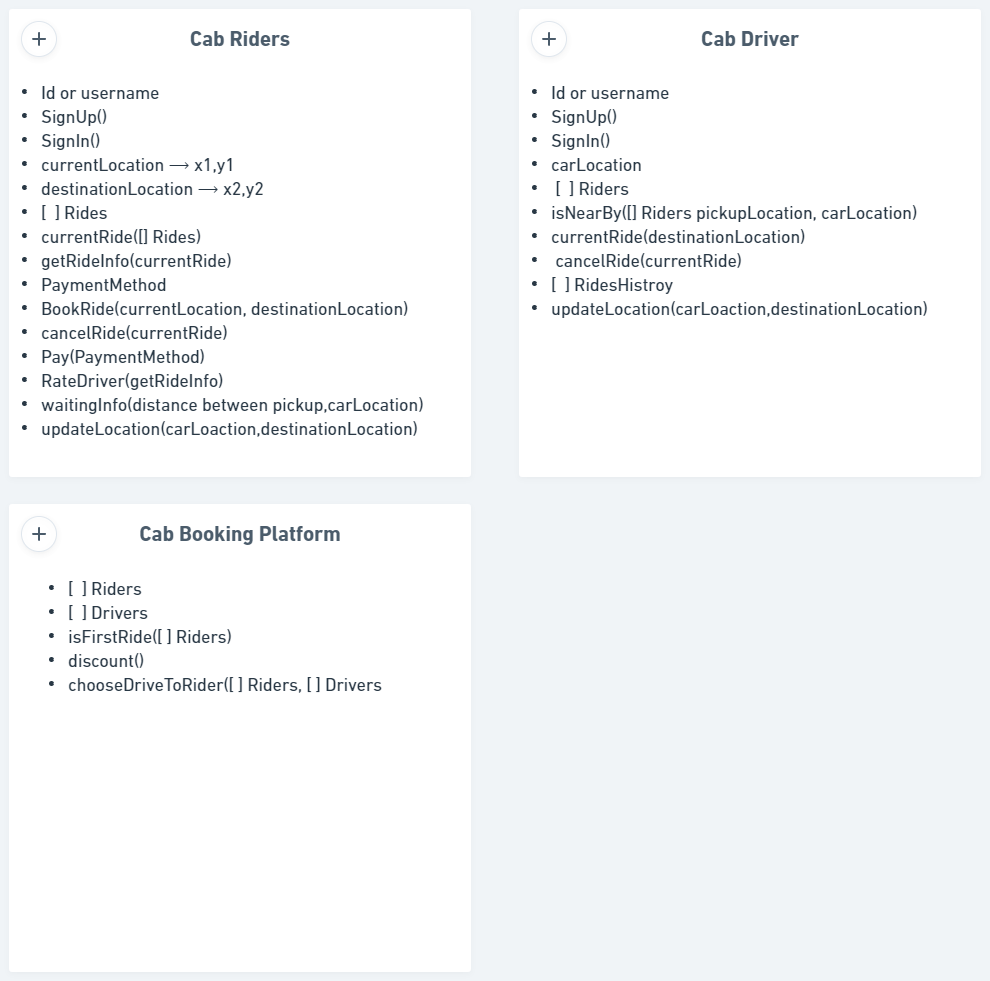 Cab Riders
• Id or username
• SignUp()
• SignIn()
• currentLocation ⟶ x1,y1
• destinationLocation ⟶ x2,y2
• [  ] Rides
• currentRide([] Rides)
• getRideInfo(currentRide)
• PaymentMethod
• BookRide(currentLocation, destinationLocation)
• cancelRide(currentRide)
• Pay(PaymentMethod)
• RateDriver(getRideInfo)
• waitingInfo(distance between pickup,carLocation)
• updateLocation(carLoaction,destinationLocation)
Cab Driver
• Id or username
• SignUp()
• SignIn()
• carLocation
• [  ] Riders
• isNearBy([] Riders pickupLocation, carLocation)
• currentRide(destinationLocation)
• cancelRide(currentRide)
• [  ] RidesHistroy
• updateLocation(carLoaction,destinationLocation)
Cab Booking Platform
• [  ] Riders
• [  ] Drivers
• isFirstRide([ ] Riders)
• discount()
• chooseDriveToRider([ ] Riders, [ ] Drivers